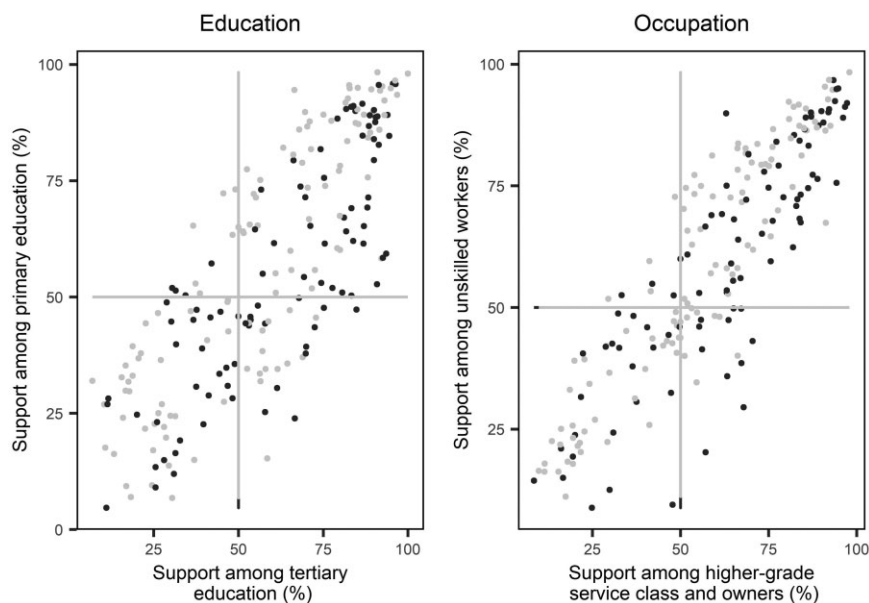 Education
100
75
50
25
0
Support among primary education (%)
25 50 75 100
Support among tertiary
education (%)
Occupation
100
75
50
25
Support among unskilled workers (%)
25 50 75 100
Support among higher-grade
service class and owners (%)